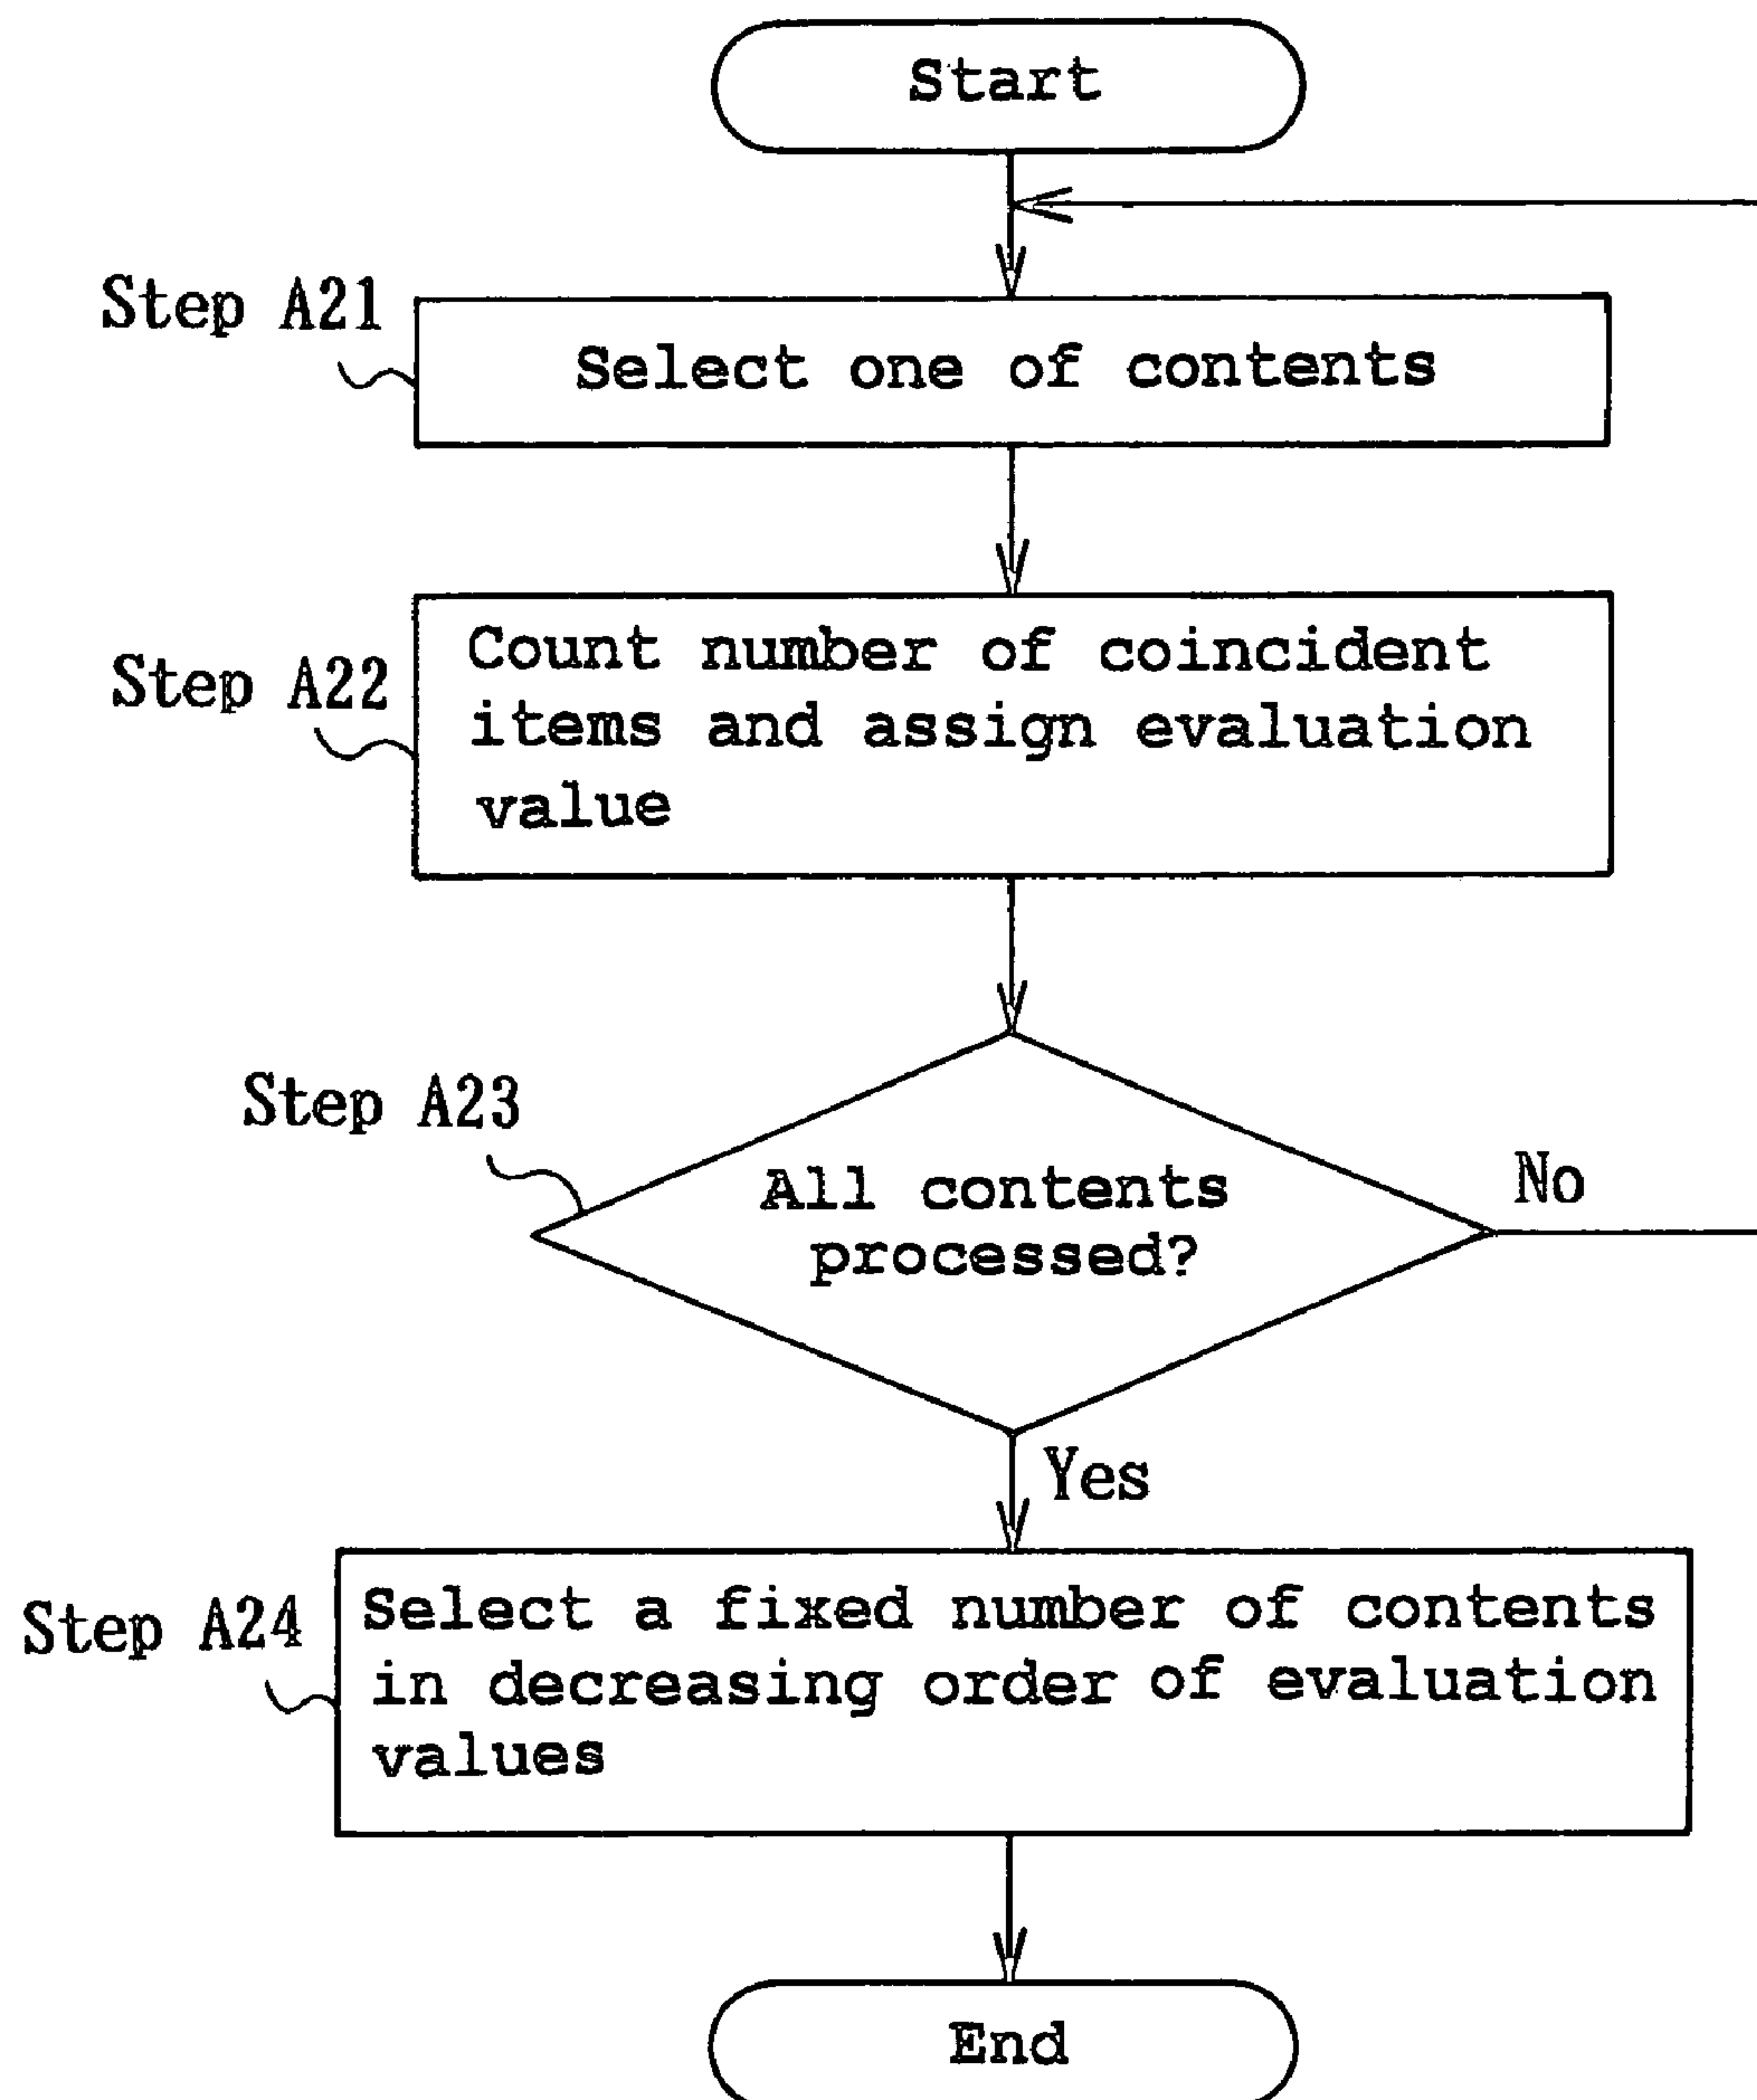 Start
Step A21
Select one of contents
Step A22
Count number of coincident
items and assign evaluation
value
Step A23
All contents
processed?
No
Yes
Step A24
Select a fixed number of contents
in decreasing order of evaluation
values
End